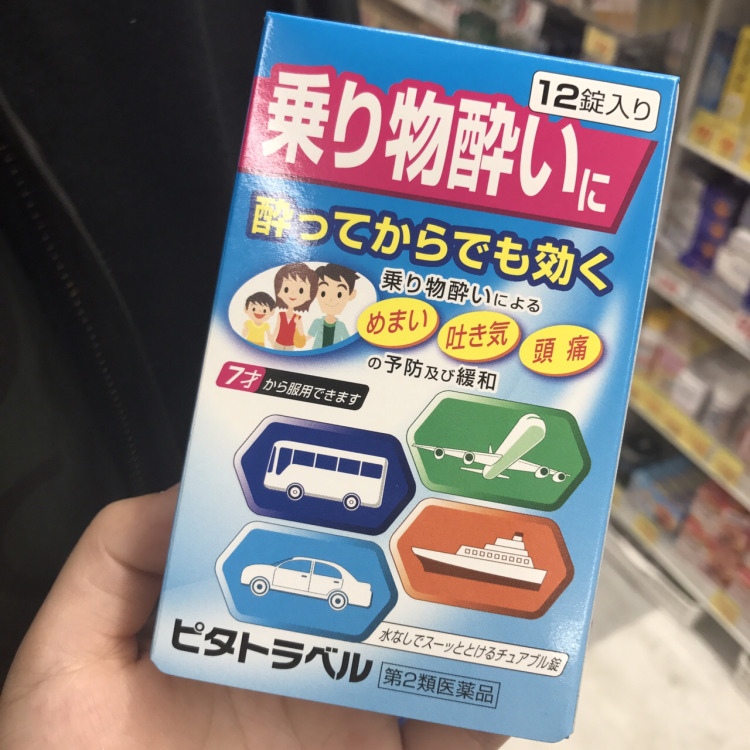 12錠入り
乗り物酔いに
酔ってからでも効く
乗り物酔いによる
めまい 吐き気 頭痛
の予防及び緩和
7才から服用できます
水なしでスーッととけるチュアブル錠
ピタトラベル
第2類医薬品